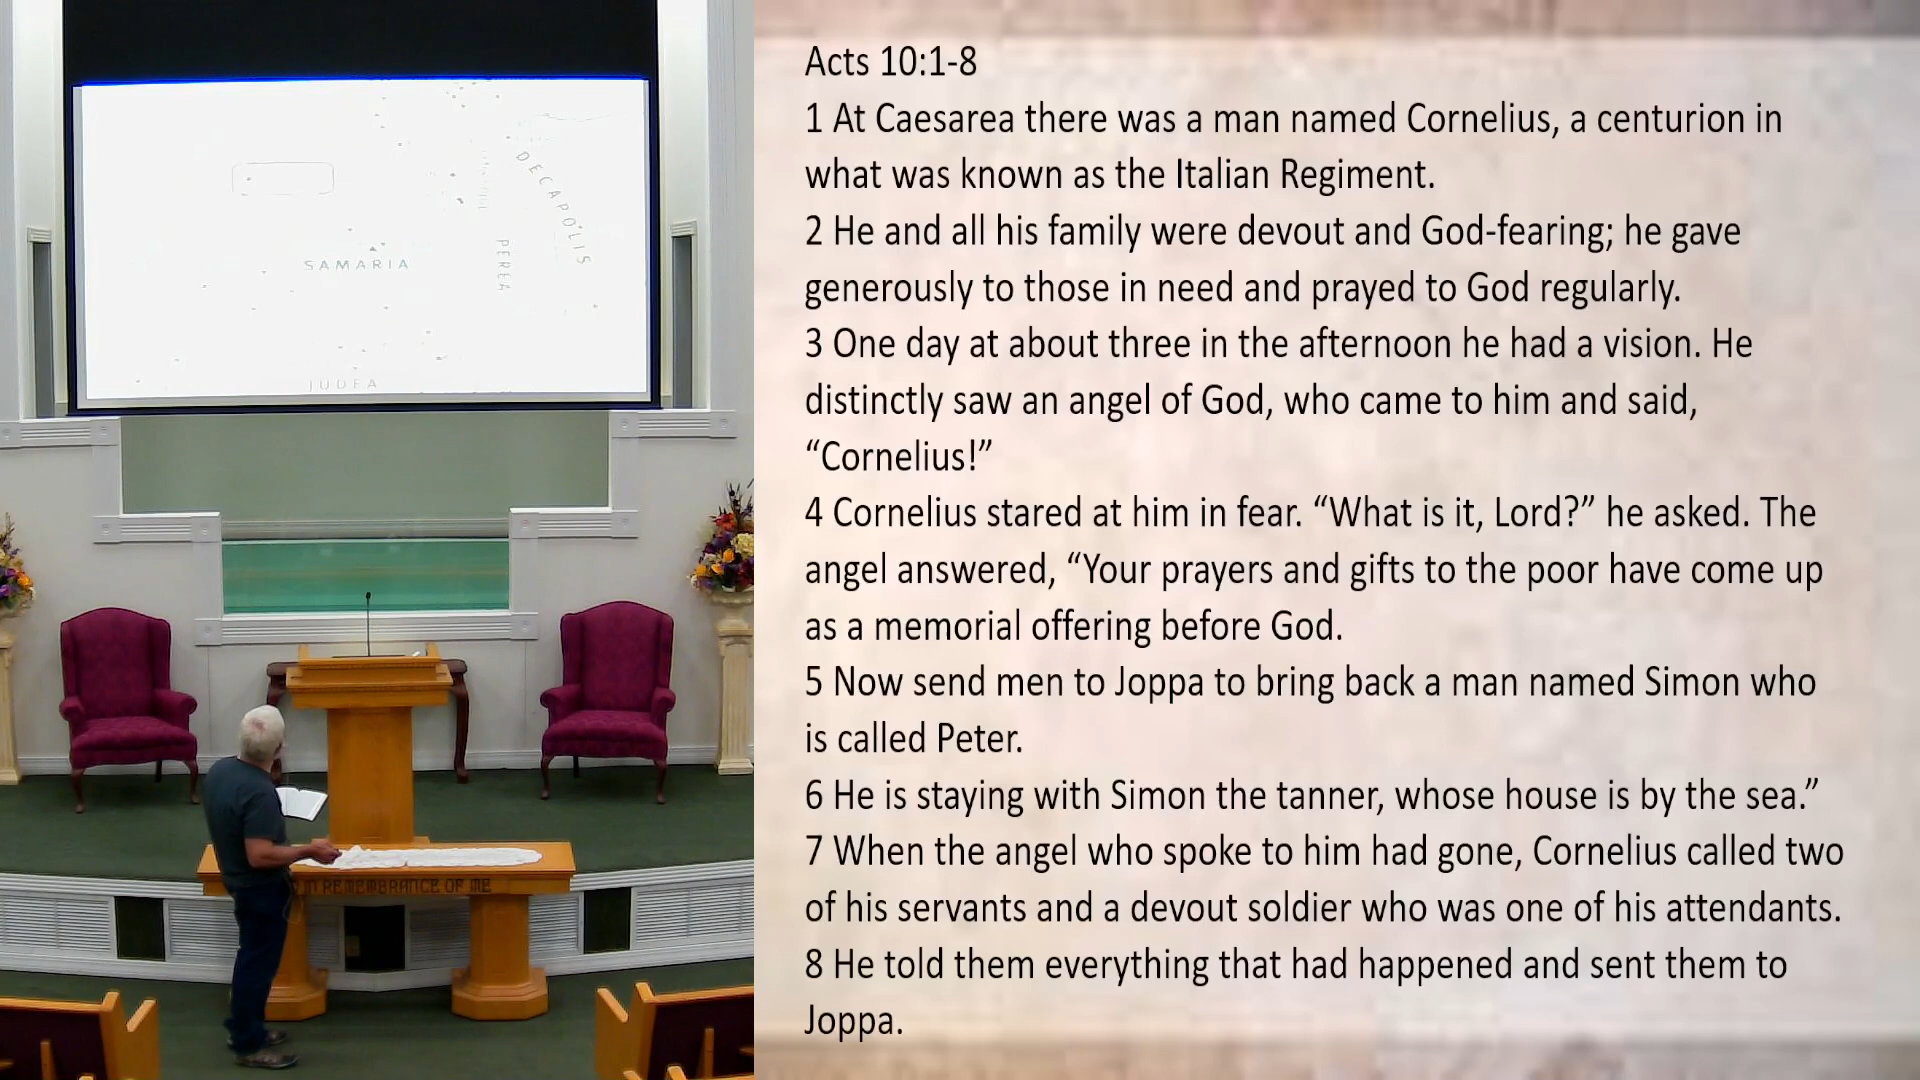 DECAPOLIS
SAMARIA
PEREA
JUDEA
IN REMEMBRANCE OF ME
Acts 10:1-8
1 At Caesarea there was a man named Cornelius, a centurion in
what was known as the Italian Regiment.
2 He and all his family were devout and God-fearing; he gave
generously to those in need and prayed to God regularly.
3 One day at about three in the afternoon he had a vision. He
distinctly saw an angel of God, who came to him and said,
“Cornelius!”
4 Cornelius stared at him in fear. “What is it, Lord?” he asked. The
angel answered, “Your prayers and gifts to the poor have come up
as a memorial offering before God.
5 Now send men to Joppa to bring back a man named Simon who
is called Peter.
6 He is staying with Simon the tanner, whose house is by the sea.”
7 When the angel who spoke to him had gone, Cornelius called two
of his servants and a devout soldier who was one of his attendants.
8 He told them everything that had happened and sent them to
Joppa.